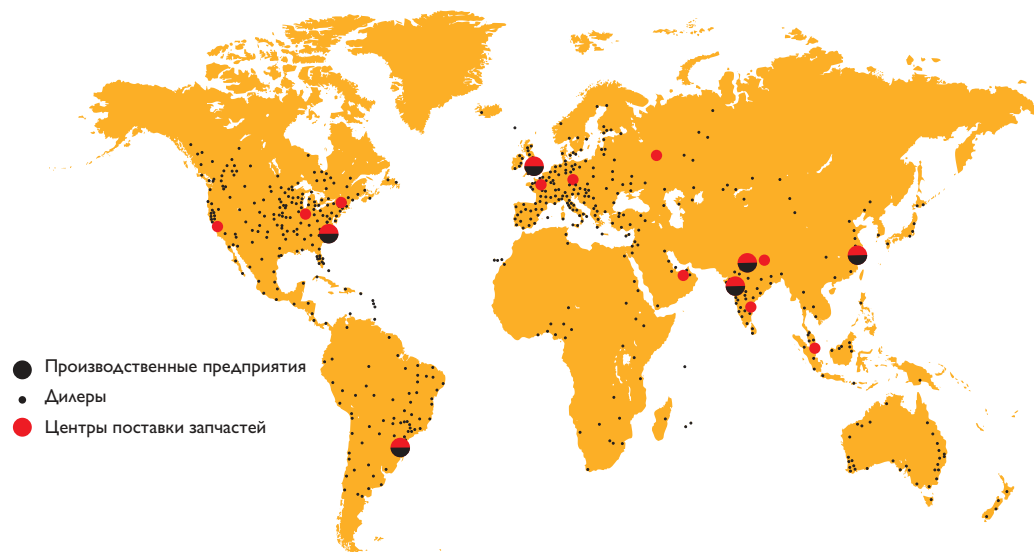 Производственные предприятия
Дилеры
Центры поставки запчастей